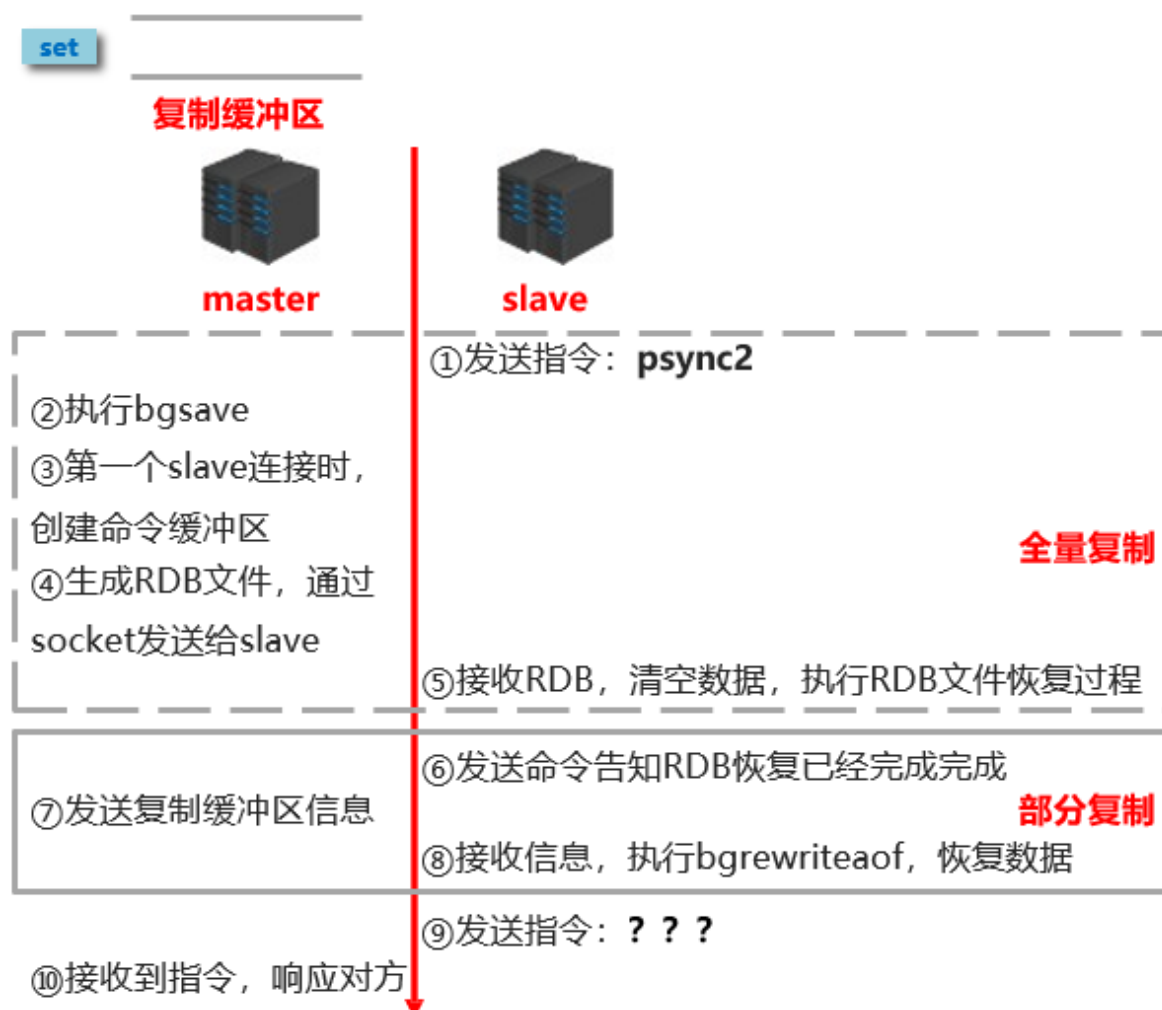 set
复制缓冲区
master
slave
①发送指令：psync2
②执行bgsave
③第一个slave连接时，
创建命令缓冲区
全量复制
④生成RDB文件，通过
socket发送给slave
⑤接收RDB，清空数据，执行RDB文件恢复过程
⑥发送命令告知RDB恢复已经完成完成
⑦发送复制缓冲区信息
部分复制
⑧接收信息，执行bgrewriteaof，恢复数据
⑨发送指令：？？？
⑩接收到指令，响应对方